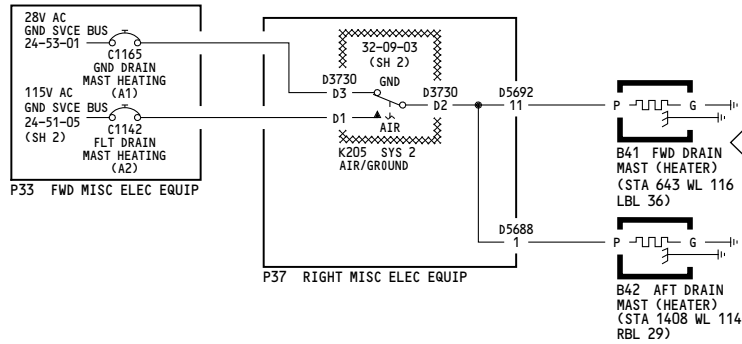 28V AC
GND SVCE BUS
24-53-01
C1165
GND DRAIN
MAST HEATING
(A1)
115V AC
GND SVCE BUS
24-51-05
(SH 2)
C1142
FLT DRAIN
MAST HEATING
(A2)
P33 FWD MISC ELEC EQUIP
32-09-03
(SH 2)
D3730
D3
GND
D3730
D2
D1
AIR
K205 SYS 2
AIR/GROUND
D5692
11
D5688
1
P37 RIGHT MISC ELEC EQUIP
P G
B41 FWD DRAIN
MAST (HEATER)
(STA 643 WL 116
LBL 36)
P G
B42 AFT DRAIN
MAST (HEATER)
(STA 1408 WL 114
RBL 29)